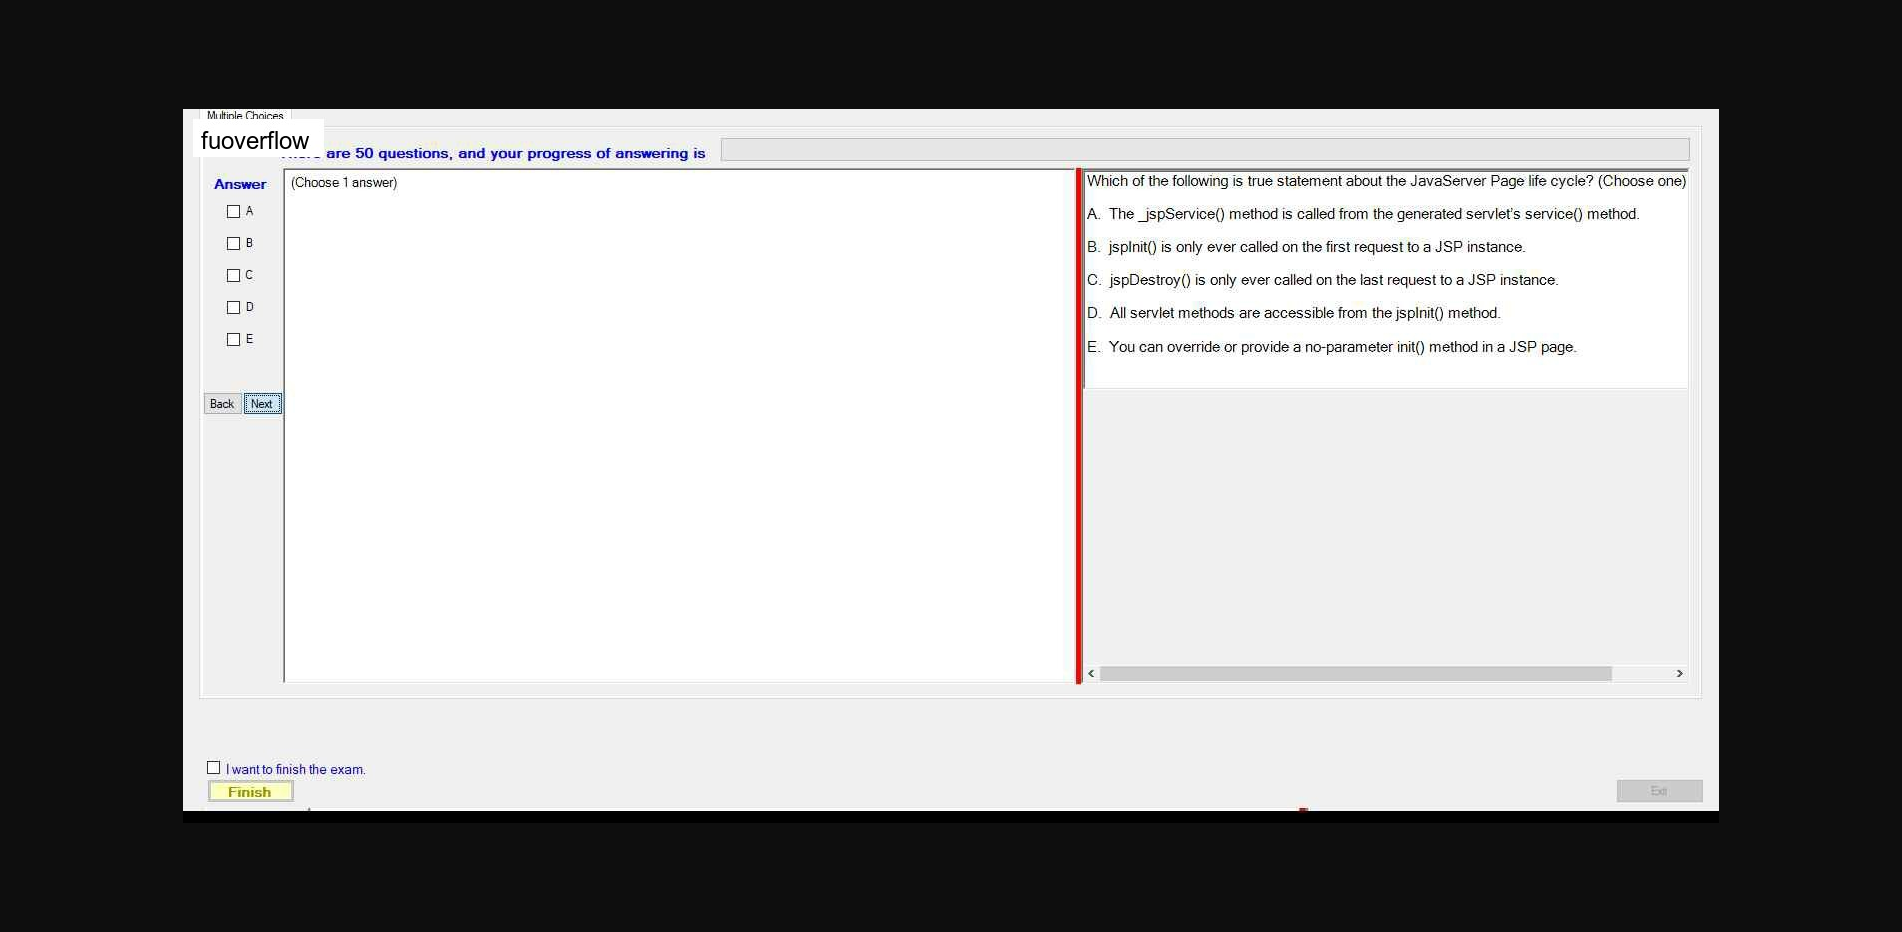 Multiple Choices
fuoverflow
are 50 questions, and your progress of answering is
Answer
(Choose 1 answer)
A
B
C
D
E
Back Next
Which of the following is true statement about the JavaServer Page life cycle? (Choose one)
A. The _jspService() method is called from the generated servlet's service() method.
B. jspInit() is only ever called on the first request to a JSP instance.
C. jspDestroy() is only ever called on the last request to a JSP instance.
D. All servlet methods are accessible from the jspInit() method.
E. You can override or provide a no-parameter init() method in a JSP page.
I want to finish the exam.
Finish
Exit